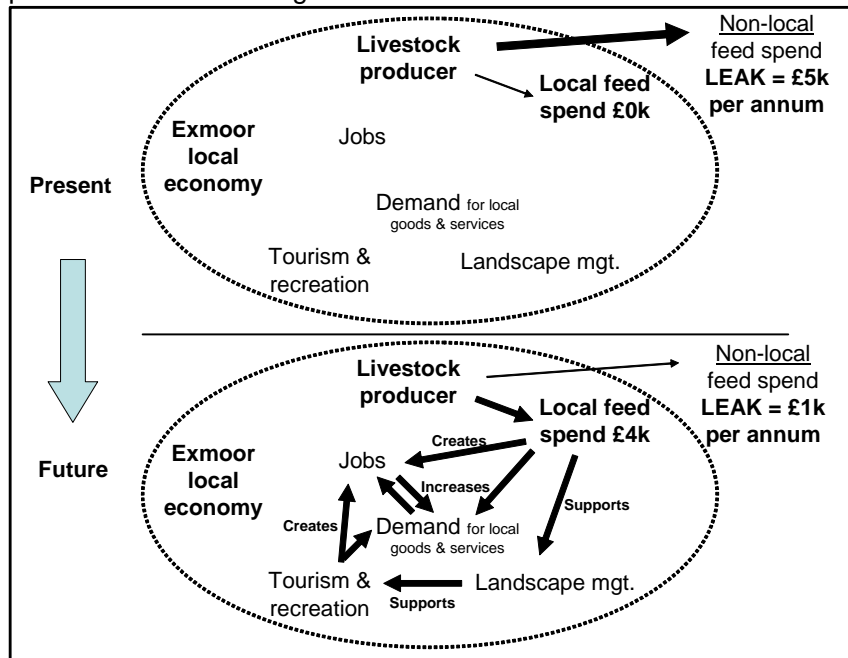 Livestock
producer
Non-local
feed spend
LEAK = £5k
per annum
Local feed
spend £0k
Exmoor
local
economy
Jobs
Present
Demand for local
goods & services
Tourism &
recreation
Landscape mgt.
Livestock
producer
Non-local
feed spend
LEAK = £1k
per annum
Local feed
spend £4k
Creates
Exmoor
local
economy
Future
Jobs
Increases
Supports
Creates
Demand for local
goods & services
Tourism &
recreation
Supports
Landscape mgt.